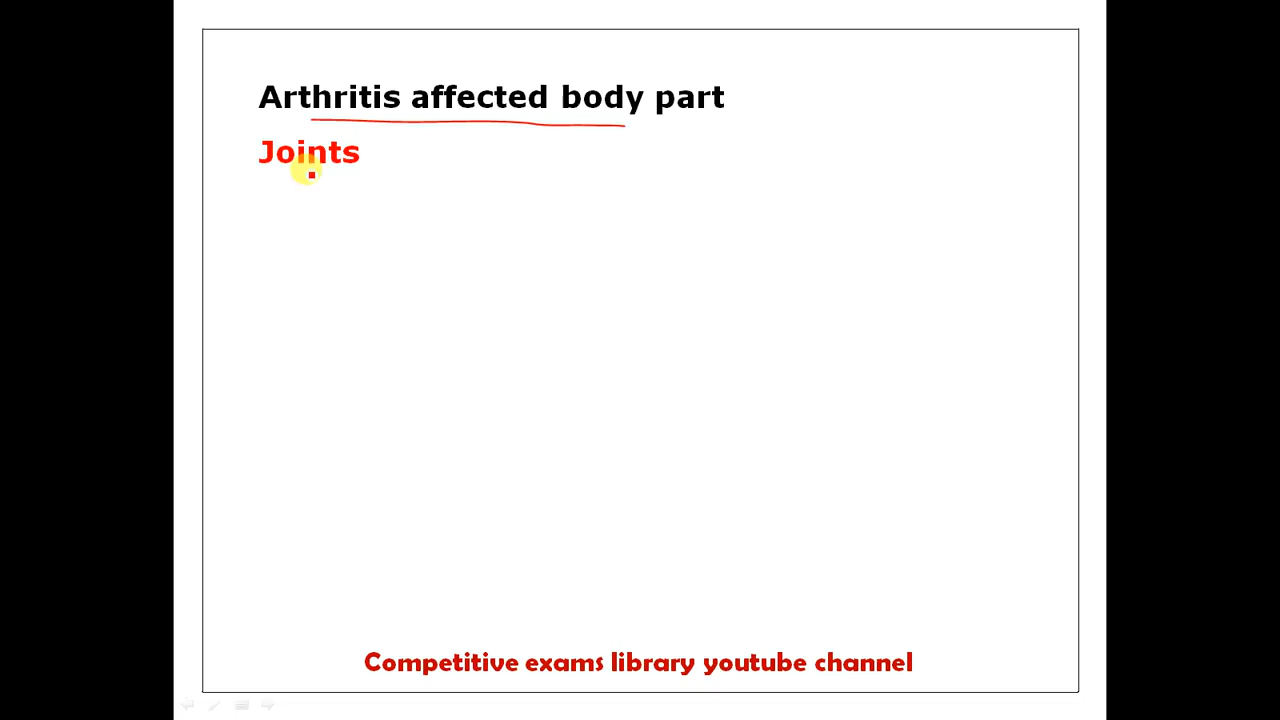 Arthritis affected body part
Joints
Competitive exams library youtube channel